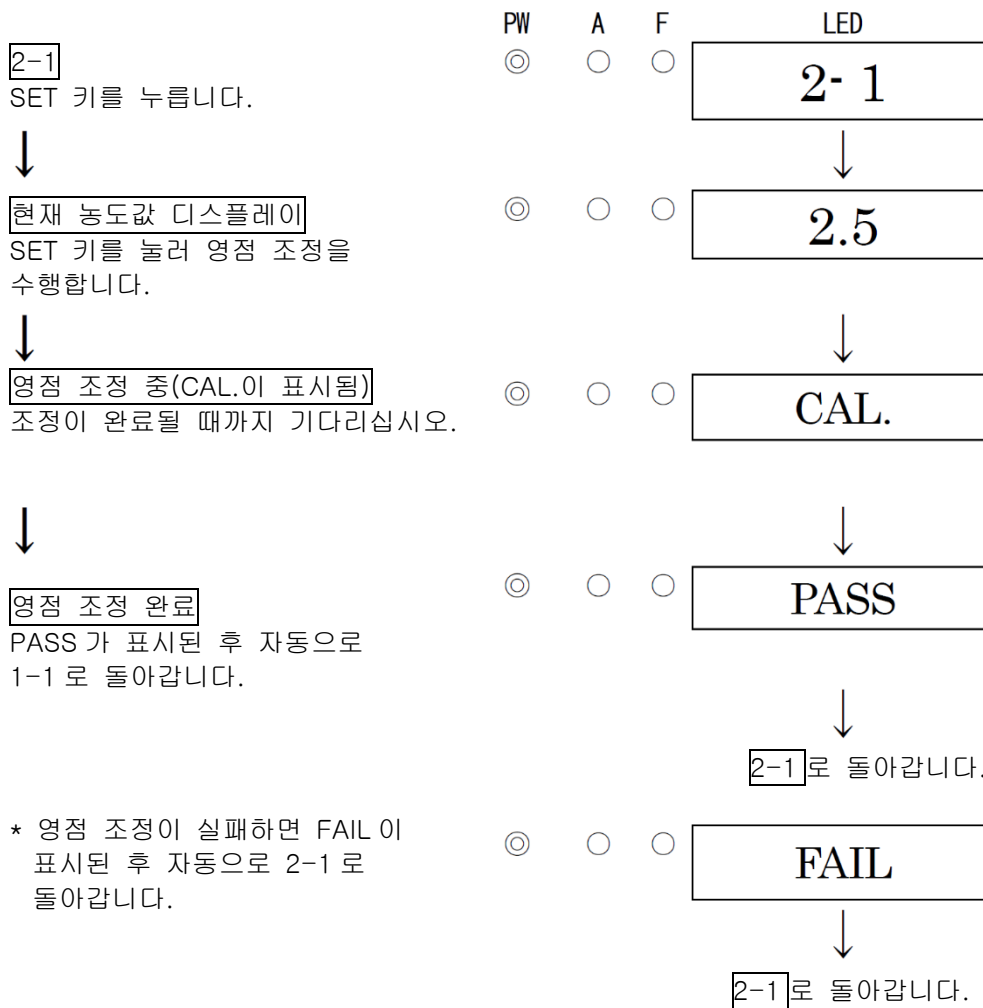 PW A F LED
2-1
SET 키를 누릅니다.
2- 1
현재 농도값 디스플레이
SET 키를 눌러 영점 조정을
수행합니다.
2.5
영점 조정 중(CAL.이 표시됨)
조정이 완료될 때까지 기다리십시오.
CAL.
영점 조정 완료
PASS 가 표시된 후 자동으로
1-1 로 돌아갑니다.
PASS
2-1 로 돌아갑니다.
* 영점 조정이 실패하면 FAIL 이
표시된 후 자동으로 2-1 로
돌아갑니다.
FAIL
2-1 로 돌아갑니다.